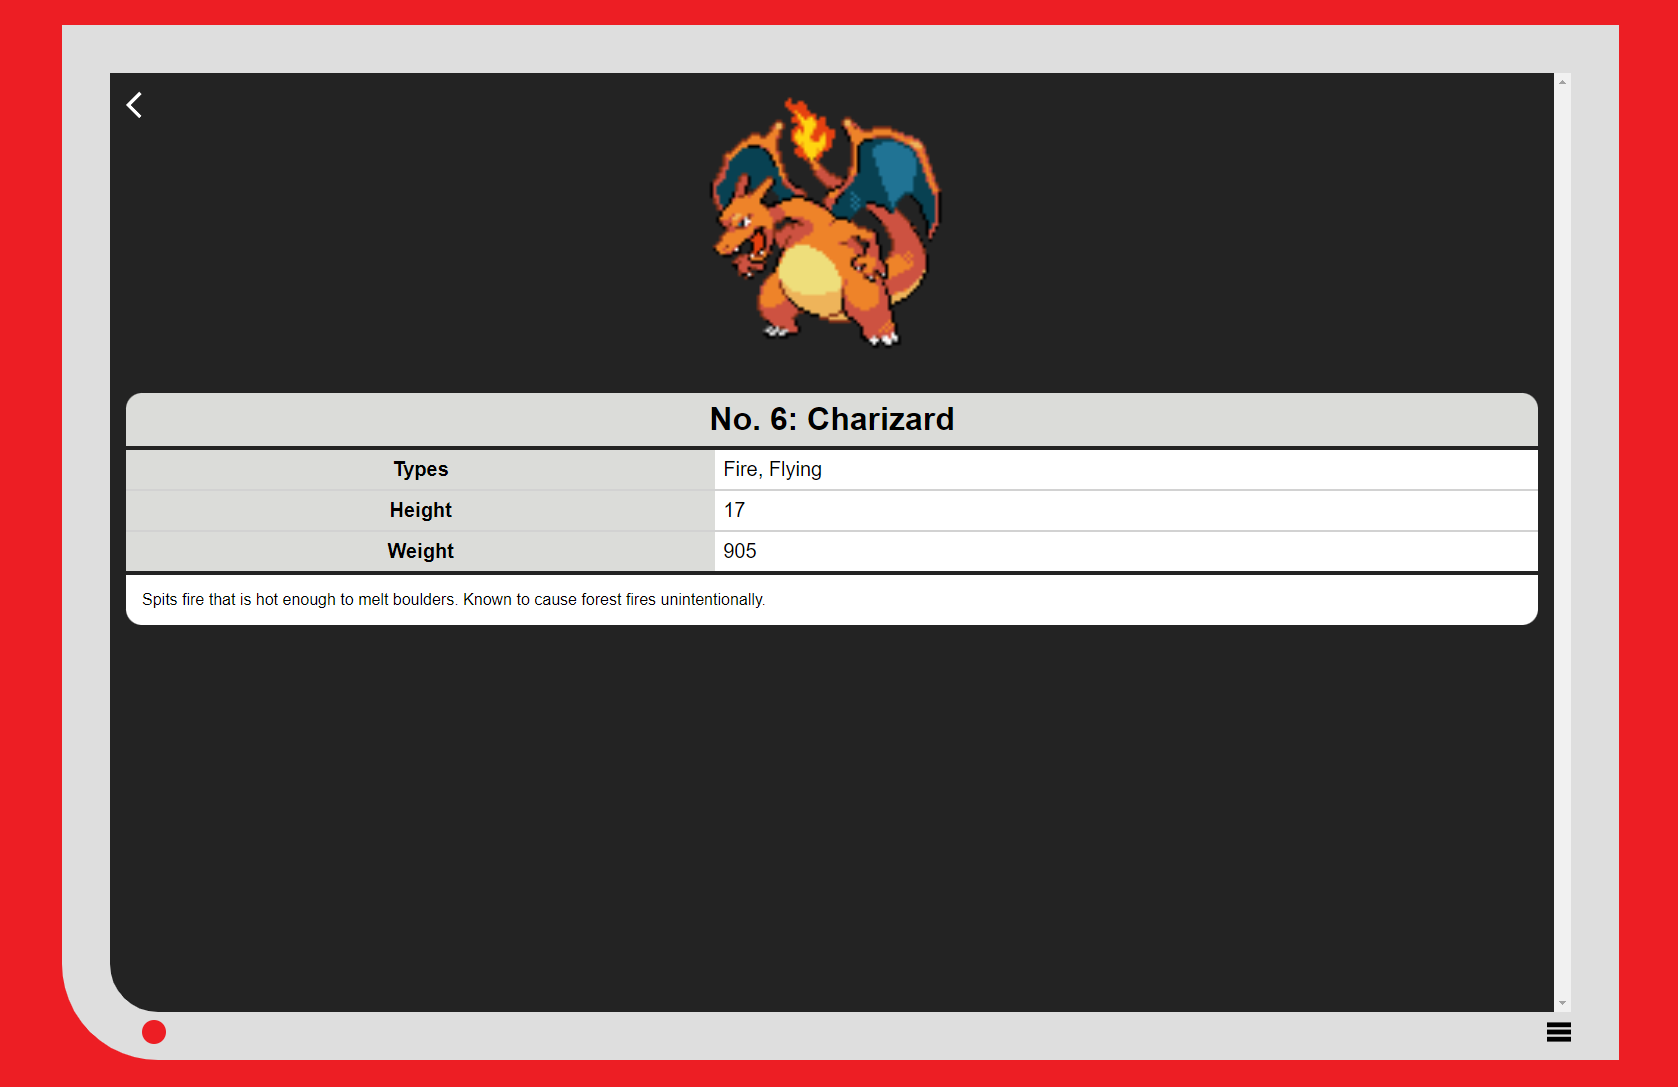 No. 6: Charizard
Types Fire, Flying
Height 17
Weight 905
Spits fire that is hot enough to melt boulders. Known to cause forest fires unintentionally.